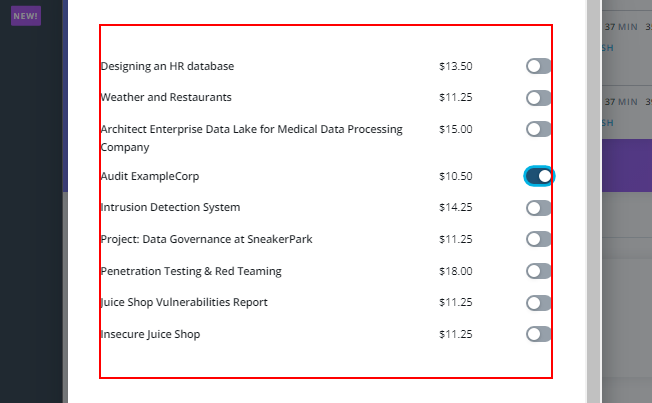 NEW!
37 MIN
SH
Designing an HR database $13.50
Weather and Restaurants $11.25
37 MIN
Architect Enterprise Data Lake for Medical Data Processing
Company $15.00
SH
Audit ExampleCorp $10.50
Intrusion Detection System $14.25
Project: Data Governance at SneakerPark $11.25
Penetration Testing & Red Teaming $18.00
Juice Shop Vulnerabilities Report $11.25
Insecure Juice Shop $11.25